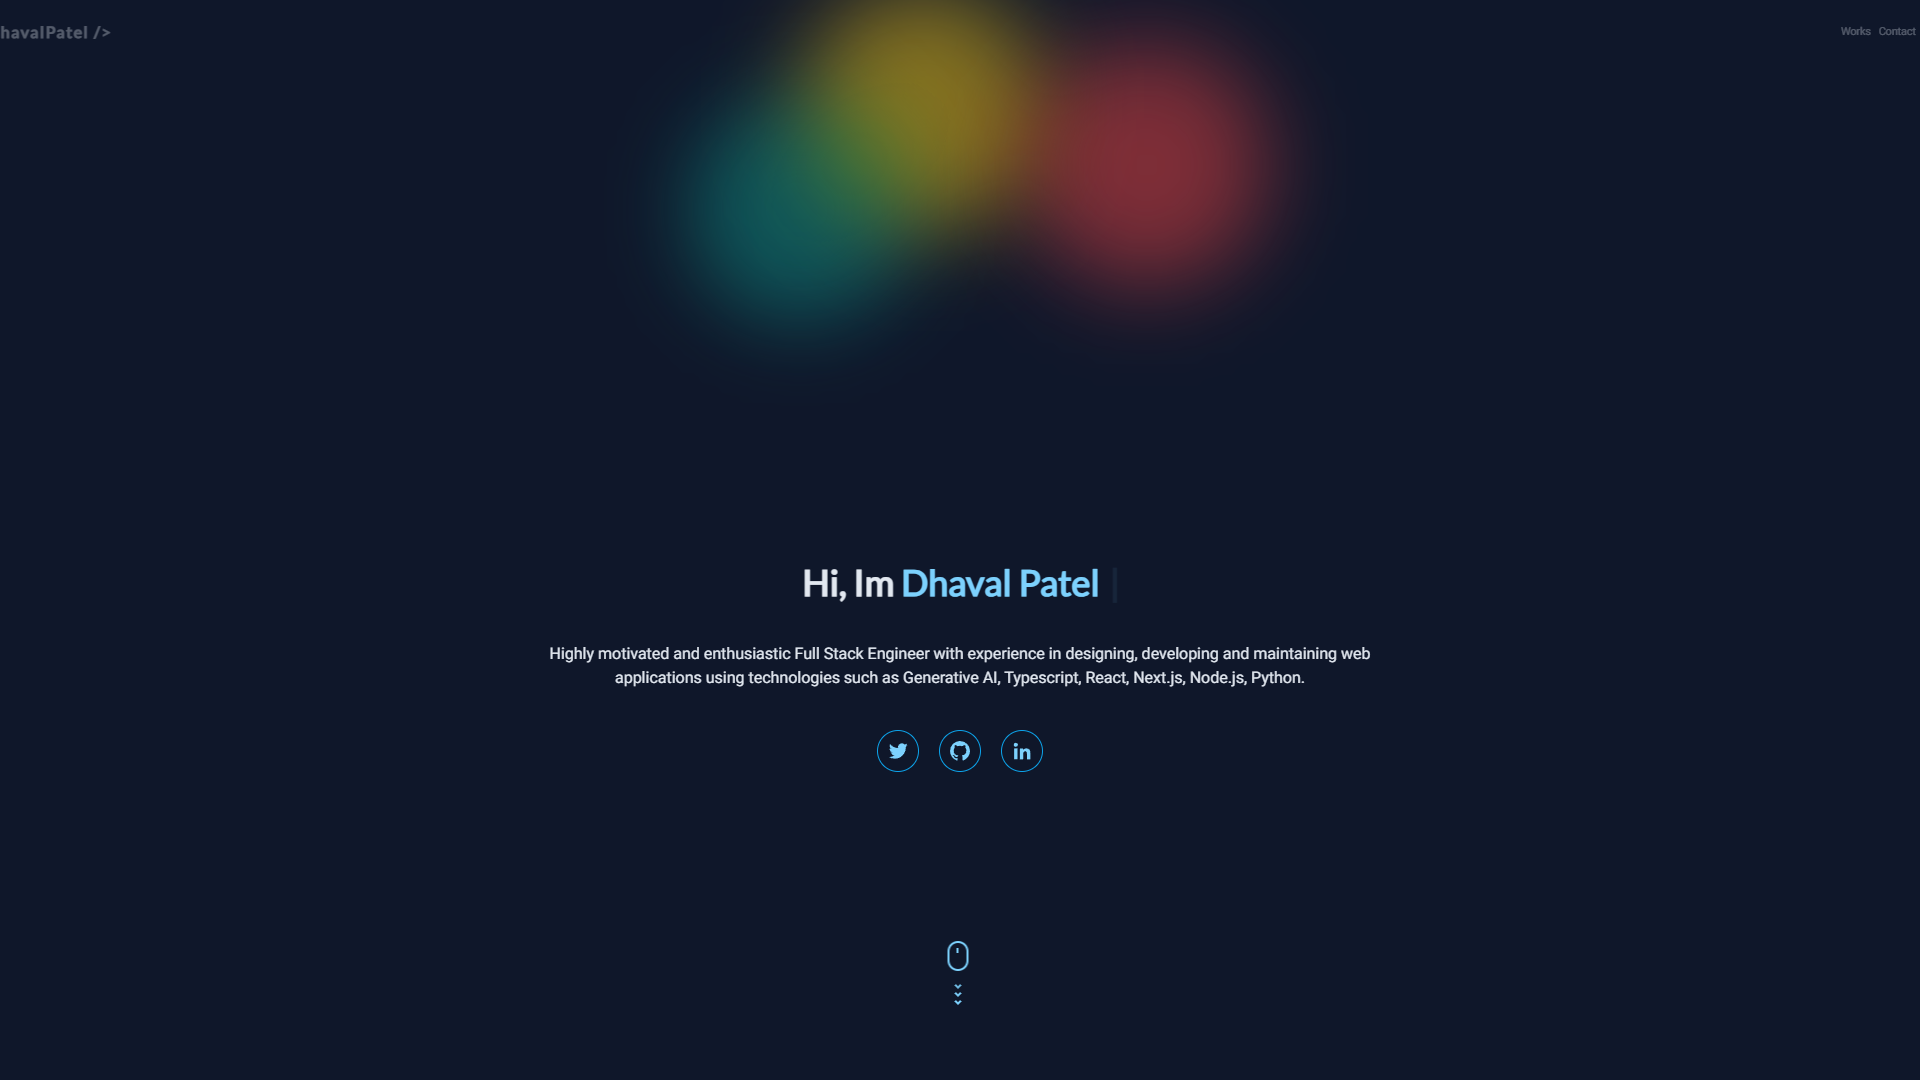 havalPatel />
Works Contact
Hi, Im Dhaval Patel
Highly motivated and enthusiastic Full Stack Engineer with experience in designing, developing and maintaining web
applications using technologies such as Generative AI, Typescript, React, Next.js, Node.js, Python.
in